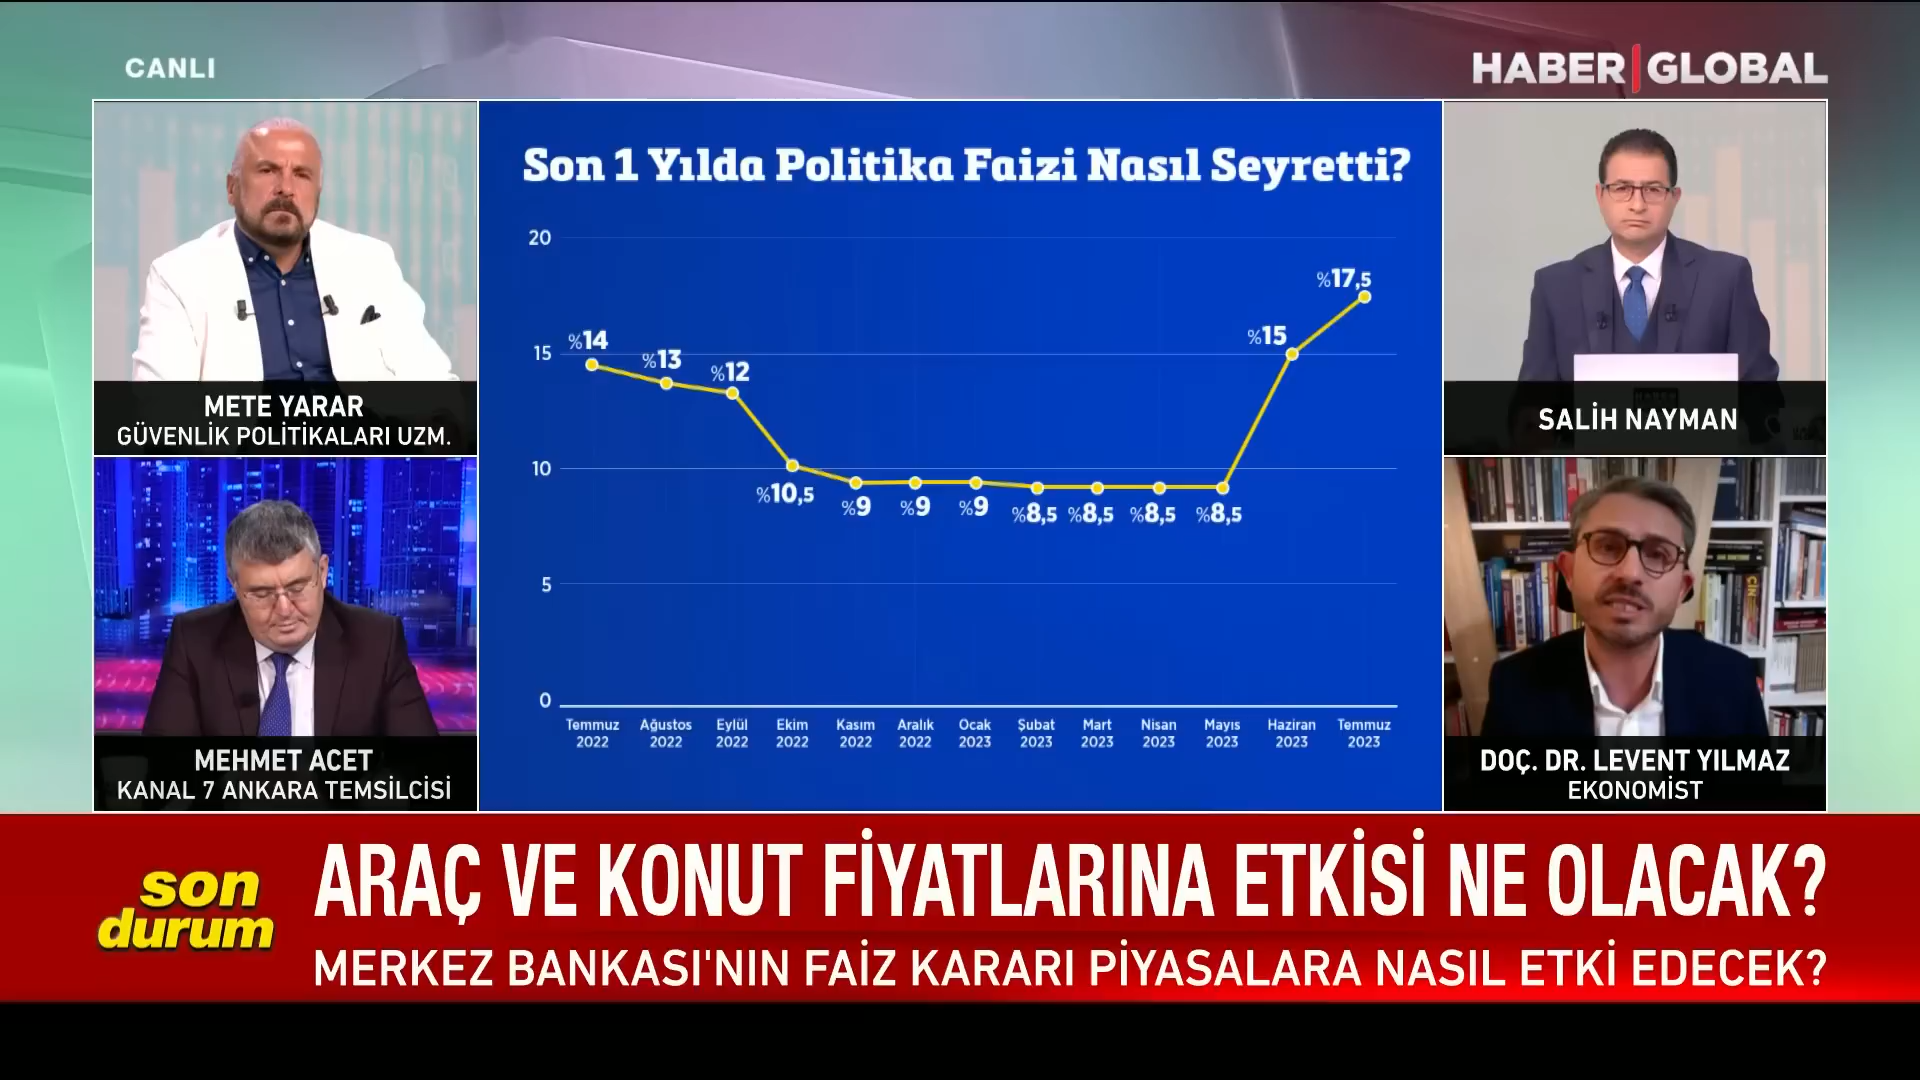 CANLI
HABER GLOBAL
METE YARAR
GÜVENLİK POLİTİKALARI UZM.
MEHMET ACET
KANAL 7 ANKARA TEMSİLCİSİ
Son 1 Yılda Politika Faizi Nasıl Seyretti?
20
15
10
5
0
%14
%13
%12
%10,5
%9
%9
%9
%8,5
%8,5
%8,5
%8,5
%15
%17,5
Temmuz 2022
Ağustos 2022
Eylül 2022
Ekim 2022
Kasım 2022
Aralık 2022
Ocak 2023
Şubat 2023
Mart 2023
Nisan 2023
Mayıs 2023
Haziran 2023
Temmuz 2023
SALİH NAYMAN
DOÇ. DR. LEVENT YILMAZ
EKONOMİST
son durum
ARAÇ VE KONUT FİYATLARINA ETKİSİ NE OLACAK?
MERKEZ BANKASI'NIN FAİZ KARARI PİYASALARA NASIL ETKİ EDECEK?